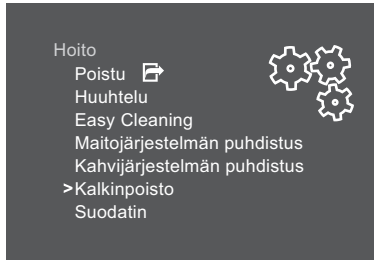 Hoito
Poistu
Huuhtelu
Easy Cleaning
Maitojärjestelmän puhdistus
Kahvijärjestelmän puhdistus
>Kalkinpoisto
Suodatin